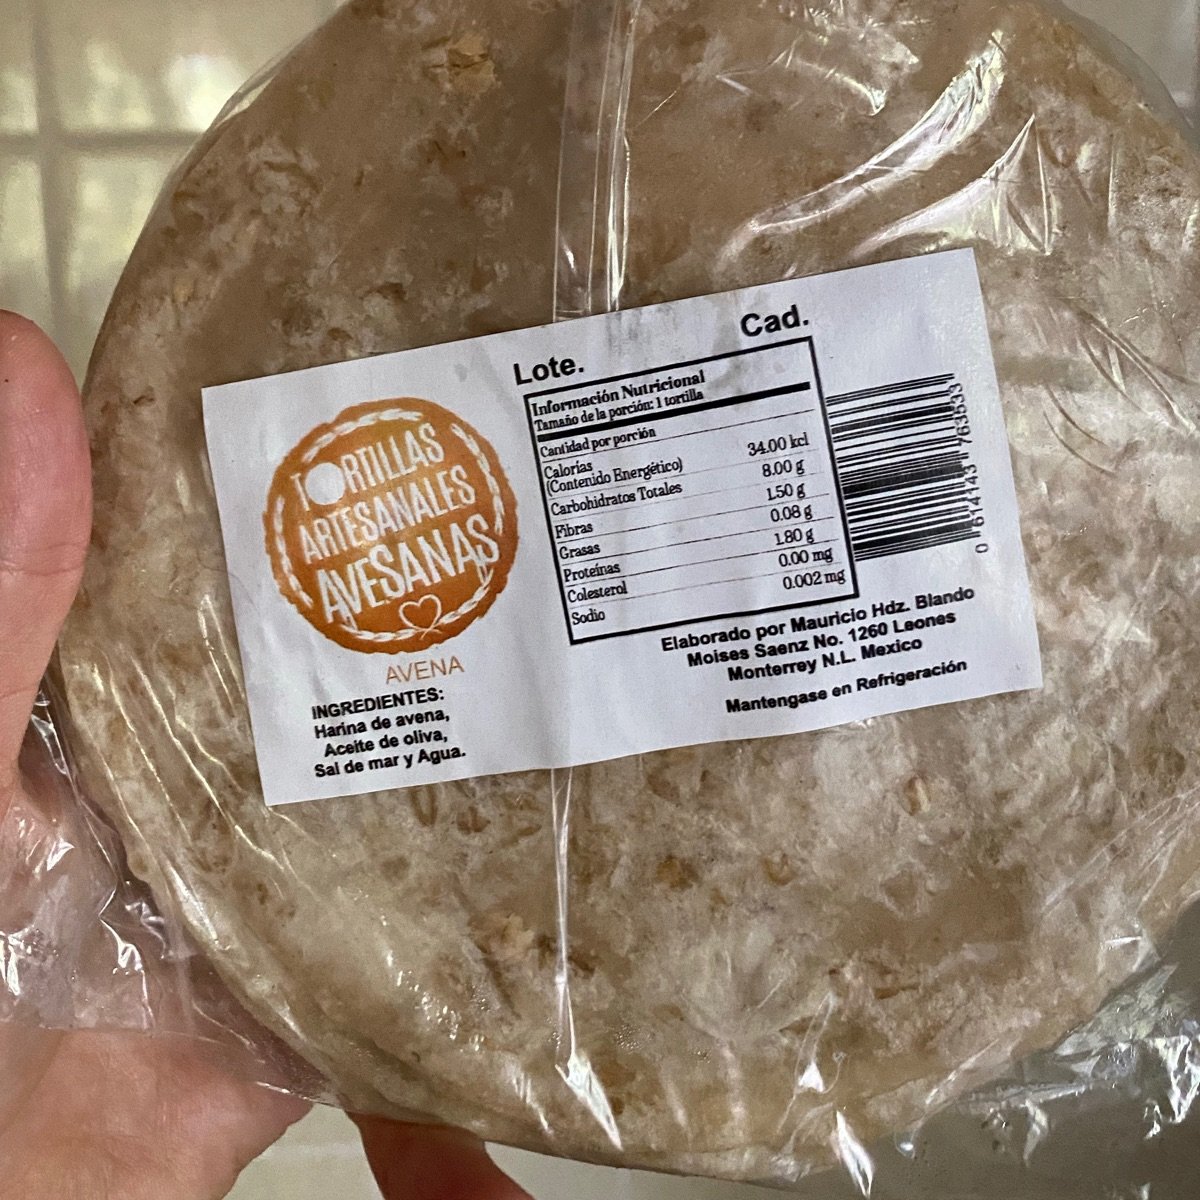 Lote.
Cad.
TORTILLAS
ARTESANALES
AVESANAS
AVENA
INGREDIENTES:
Harina de avena,
Aceite de oliva,
Sal de mar y Agua.
Información Nutricional
Tamaño de la porción: 1 tortilla
Cantidad por porción
Calorías
(Contenido Energético) 34.00 kcl
Carbohidratos Totales 8.00 g
Fibras 1.50 g
Grasas 0.08 g
Proteínas 1.80 g
Colesterol 0.00 mg
Sodio 0.002 mg
0 614143 763533
Elaborado por Mauricio Hdz. Blando
Moises Saenz No. 1260 Leones
Monterrey N.L. Mexico
Mantengase en Refrigeración